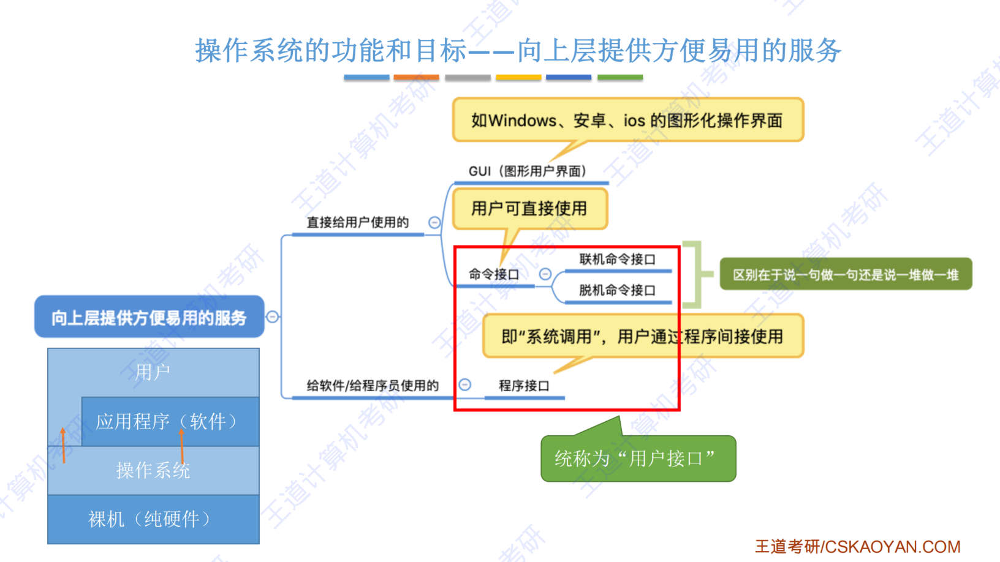 操作系统的功能和目标——向上层提供方便易用的服务
如Windows、安卓、ios 的图形化操作界面
GUI（图形用户界面）
用户可直接使用
直接给用户使用的
命令接口
联机命令接口
脱机命令接口
区别在于说一句做一句还是说一堆做一堆
向上层提供方便易用的服务
即“系统调用”，用户通过程序间接使用
给软件/给程序员使用的
程序接口
统称为“用户接口”
用户
应用程序（软件）
操作系统
裸机（纯硬件）
王道考研/CSKAOYAN.COM
王道计算机考研